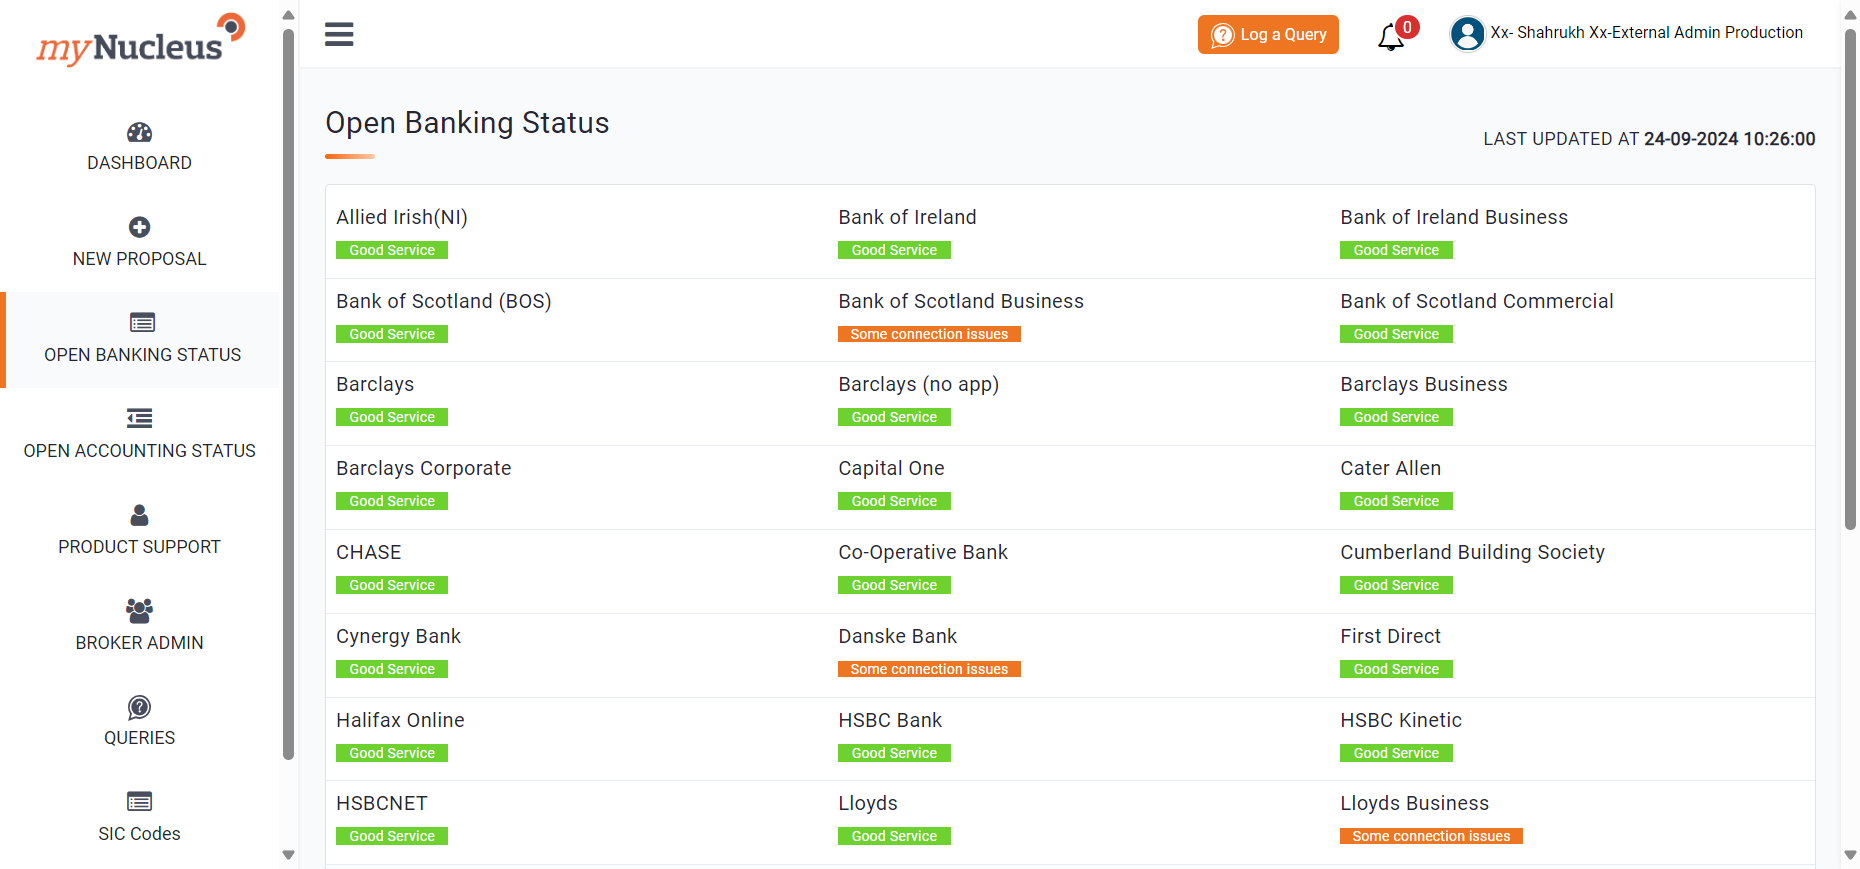 myNucleus
Log a Query
0
Xx- Shahrukh Xx-External Admin Production
DASHBOARD
NEW PROPOSAL
OPEN BANKING STATUS
OPEN ACCOUNTING STATUS
PRODUCT SUPPORT
BROKER ADMIN
QUERIES
SIC Codes
Open Banking Status
LAST UPDATED AT 24-09-2024 10:26:00
Allied Irish(NI) Bank of Ireland Bank of Ireland Business
Good Service Good Service Good Service
Bank of Scotland (BOS) Bank of Scotland Business Bank of Scotland Commercial
Good Service Some connection issues Good Service
Barclays Barclays (no app) Barclays Business
Good Service Good Service Good Service
Barclays Corporate Capital One Cater Allen
Good Service Good Service Good Service
CHASE Co-Operative Bank Cumberland Building Society
Good Service Good Service Good Service
Cynergy Bank Danske Bank First Direct
Good Service Some connection issues Good Service
Halifax Online HSBC Bank HSBC Kinetic
Good Service Good Service Good Service
HSBCNET Lloyds Lloyds Business
Good Service Good Service Some connection issues